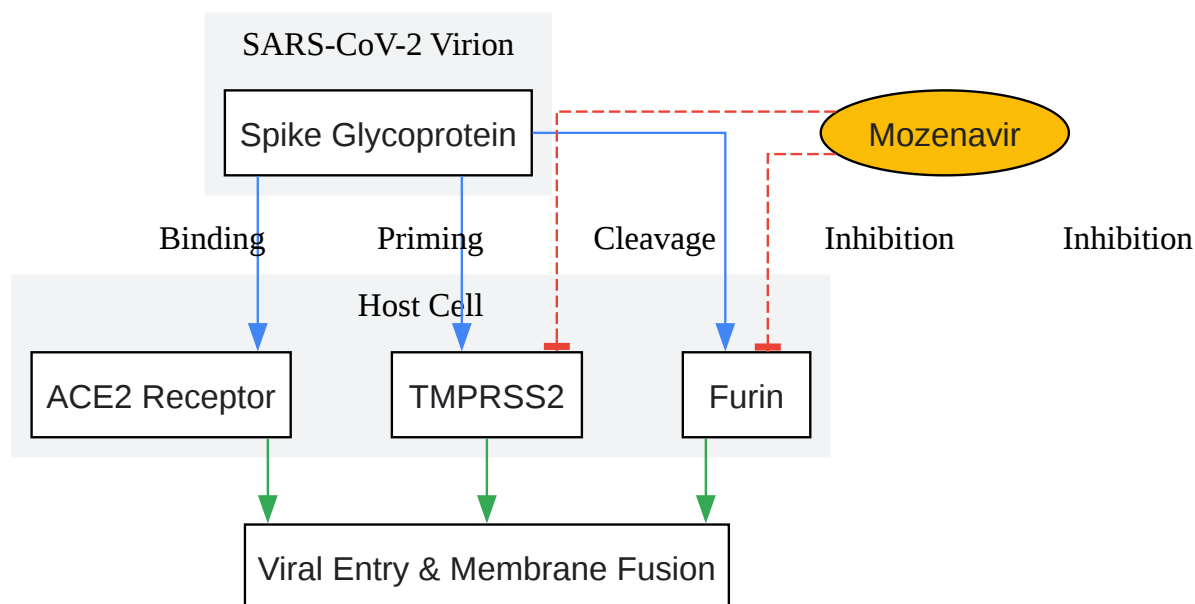 SARS-CoV-2 Virion
Spike Glycoprotein
Mozenavir
Binding
Priming
Cleavage
Inhibition
Inhibition
Host Cell
ACE2 Receptor
TMPRSS2
Furin
Viral Entry & Membrane Fusion